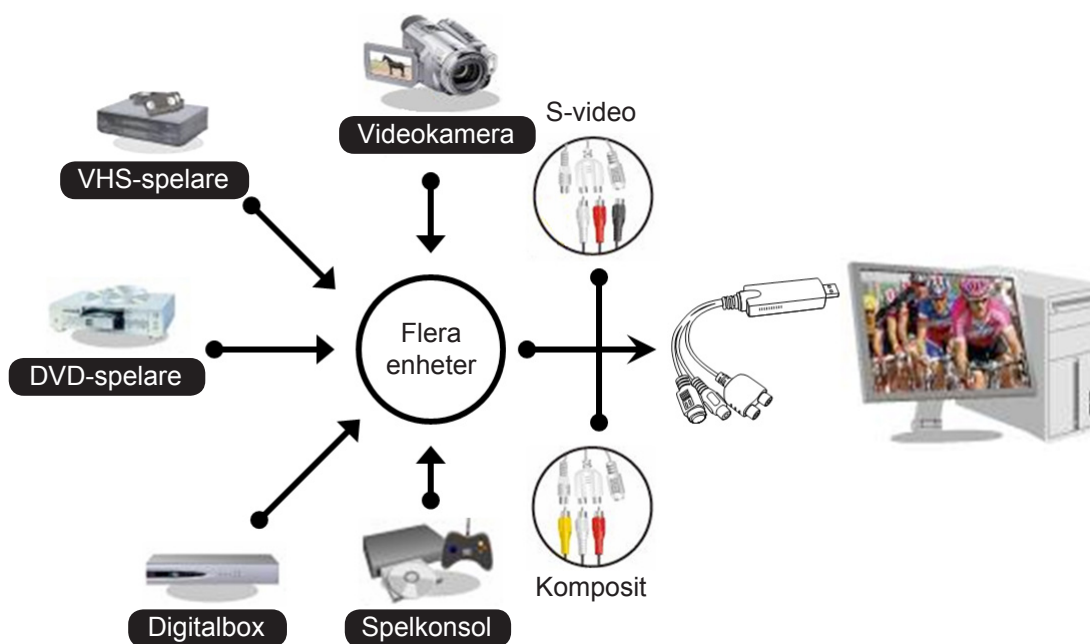 Videokamera
S-video
VHS-spelare
DVD-spelare
Flera
enheter
Digitalbox
Spelkonsol
Komposit